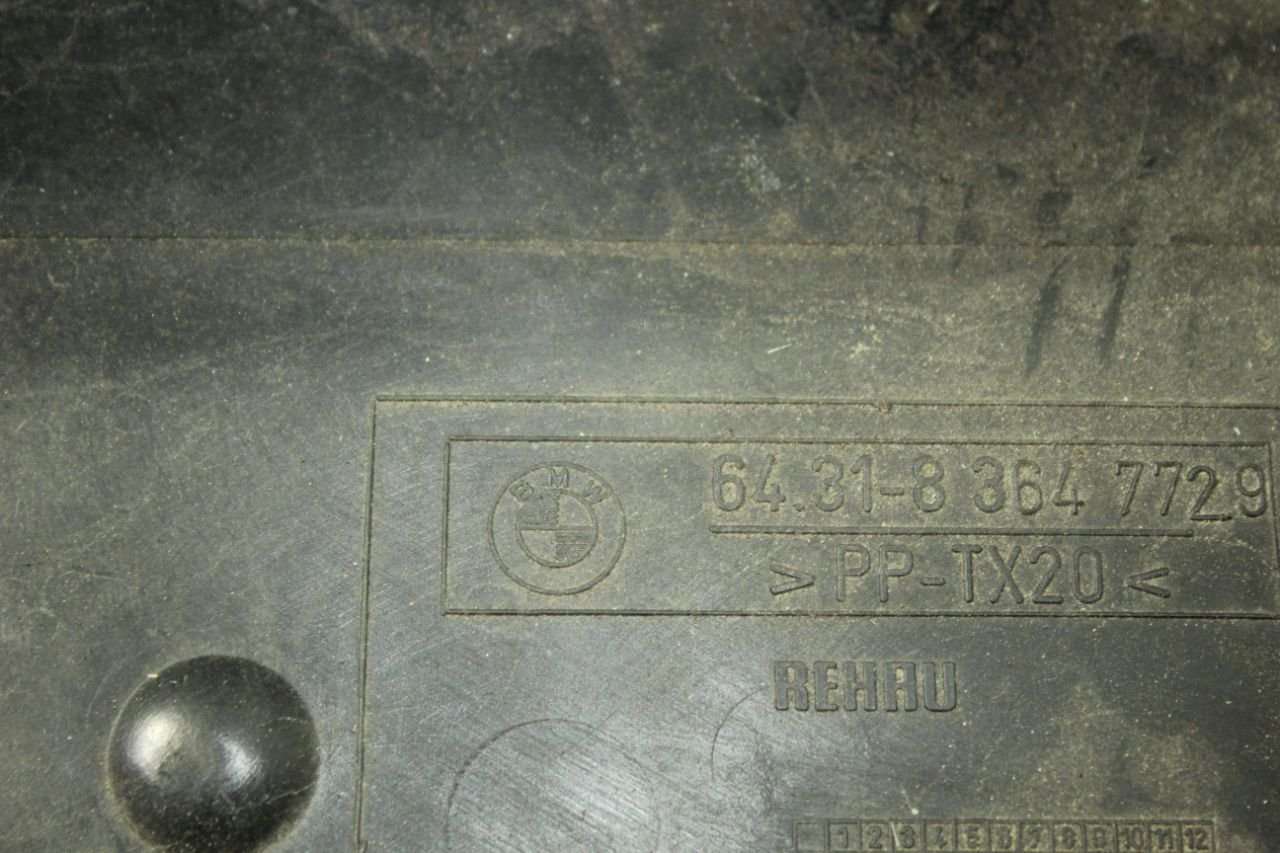 BMW
64.31-8 364 772.9
> PP-TX20 <
REHAU
1 2 3 4 5 6 7 8 9 10 11 12